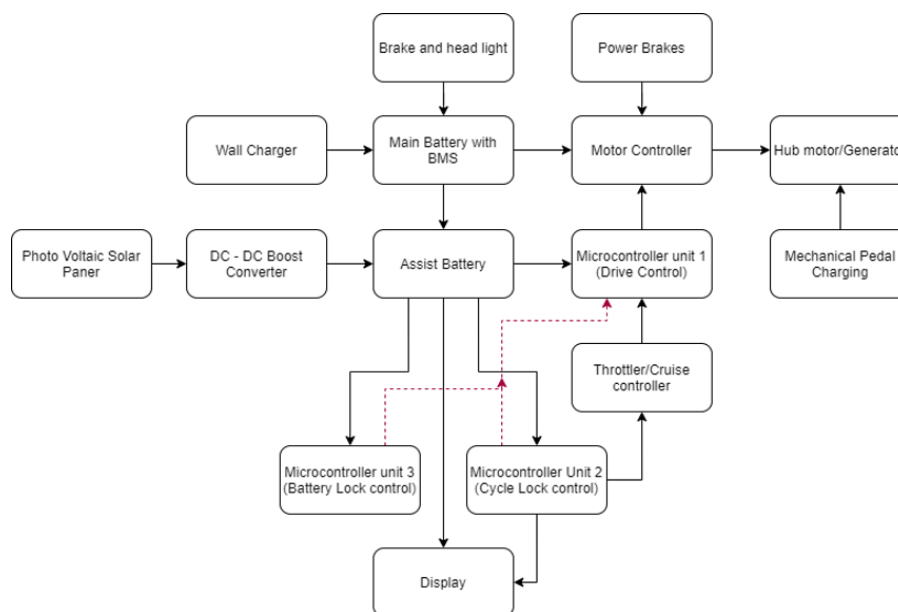 Brake and head light
Power Brakes
Wall Charger
Main Battery with
BMS
Motor Controller
Hub motor/Generato
Photo Voltaic Solar
Paner
DC - DC Boost
Converter
Assist Battery
Microcontroller unit 1
(Drive Control)
Mechanical Pedal
Charging
Throttler/Cruise
controller
Microcontroller unit 3
(Battery Lock control)
Microcontroller Unit 2
(Cycle Lock control)
Display